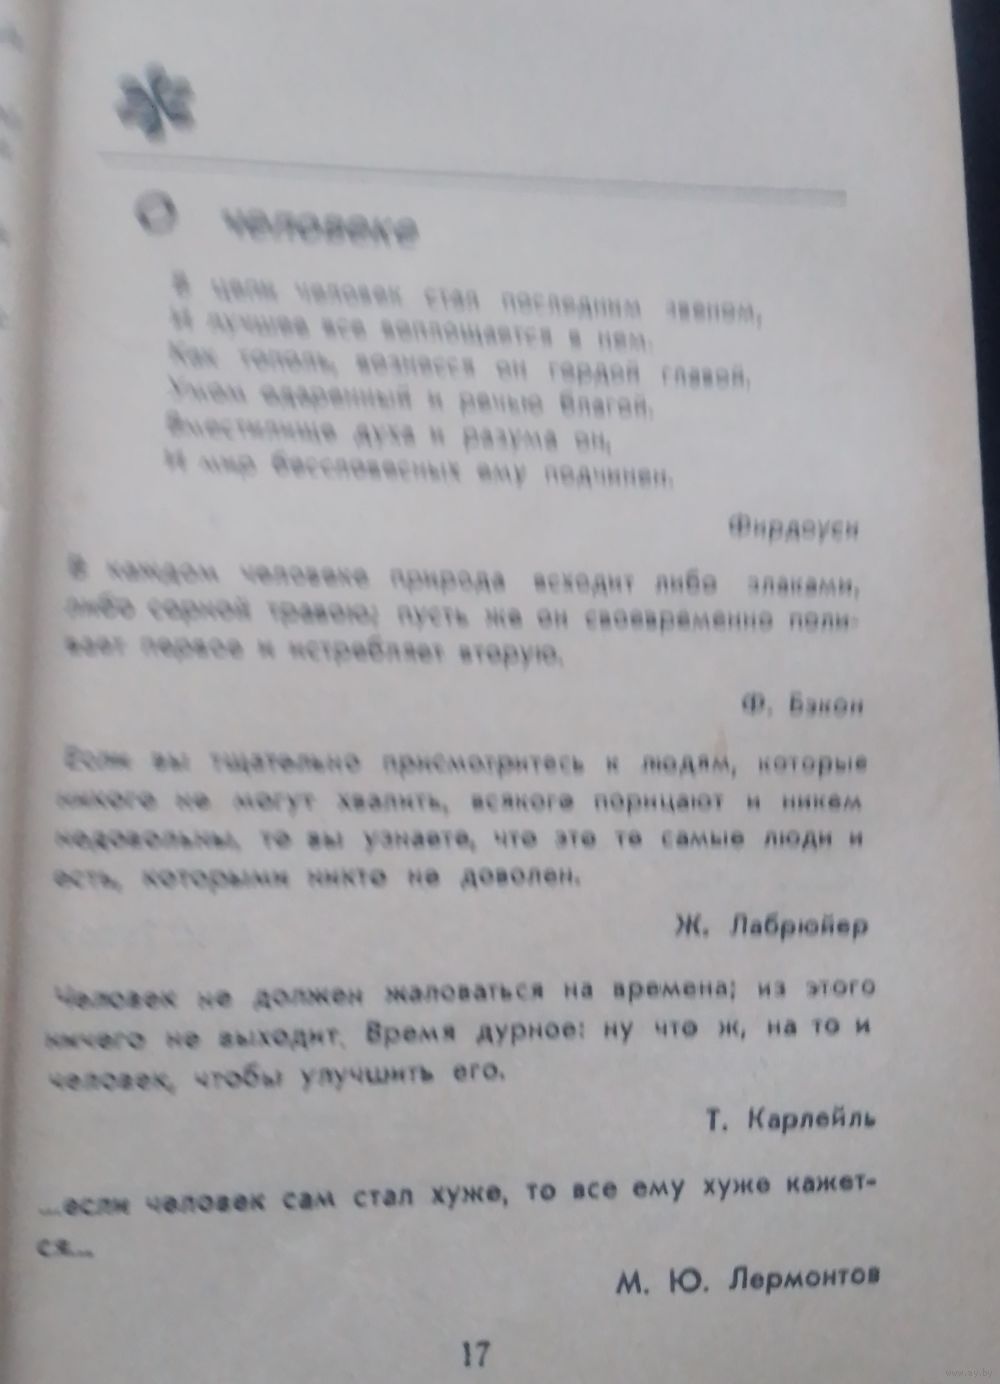 О человеке
В цепи человек стал последним звеном,
И лучшее все воплощается в нем.
Как тополь, вознесся он гордой главой,
Умом одаренный и речью благой.
Вместилище духа и разума он,
И мир бессловесных ему подчинен.
Фирдоуси
В каждом человеке природа всходит либо злаками,
либо сорной травою; пусть же он своевременно поли-
вает первое и истребляет вторую.
Ф. Бэкон
Если вы тщательно присмотритесь к людям, которые
никого не могут хвалить, всякого порицают и никем
недовольны, то вы узнаете, что это те самые люди и
есть, которыми никто не доволен.
Ж. Лабрюйер
Человек не должен жаловаться на времена; из этого
ничего не выходит. Время дурное: ну что ж, на то и
человек, чтобы улучшить его.
Т. Карлейль
...если человек сам стал хуже, то все ему хуже кажет-
ся...
М. Ю. Лермонтов
17
www.ay.by